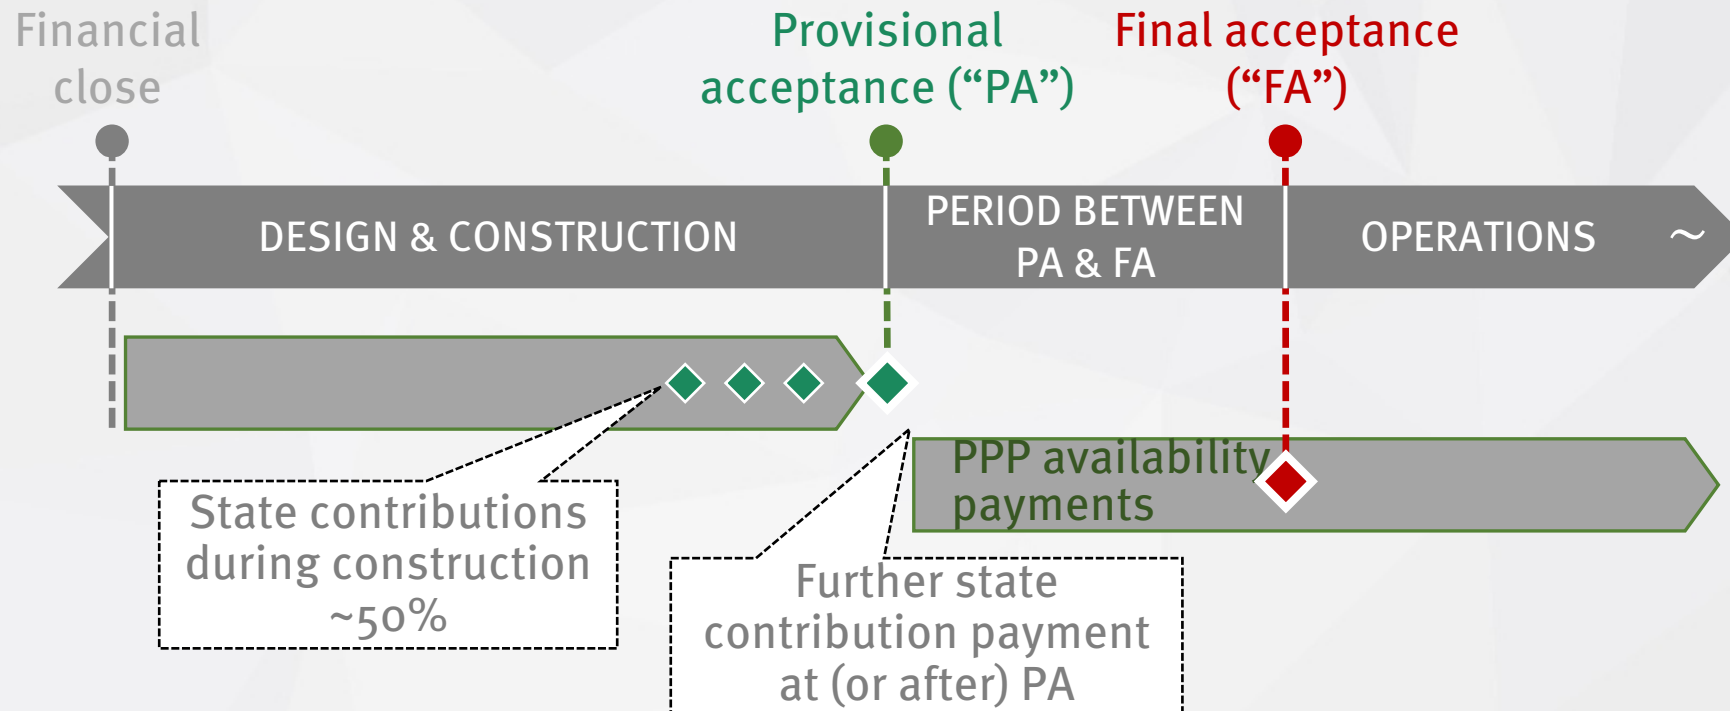 Financial
close
Provisional
acceptance (“PA”)
Final acceptance
(“FA”)
DESIGN & CONSTRUCTION
PERIOD BETWEEN
PA & FA
OPERATIONS
~
PPP availability
payments
State contributions
during construction
~50%
Further state
contribution payment
at (or after) PA